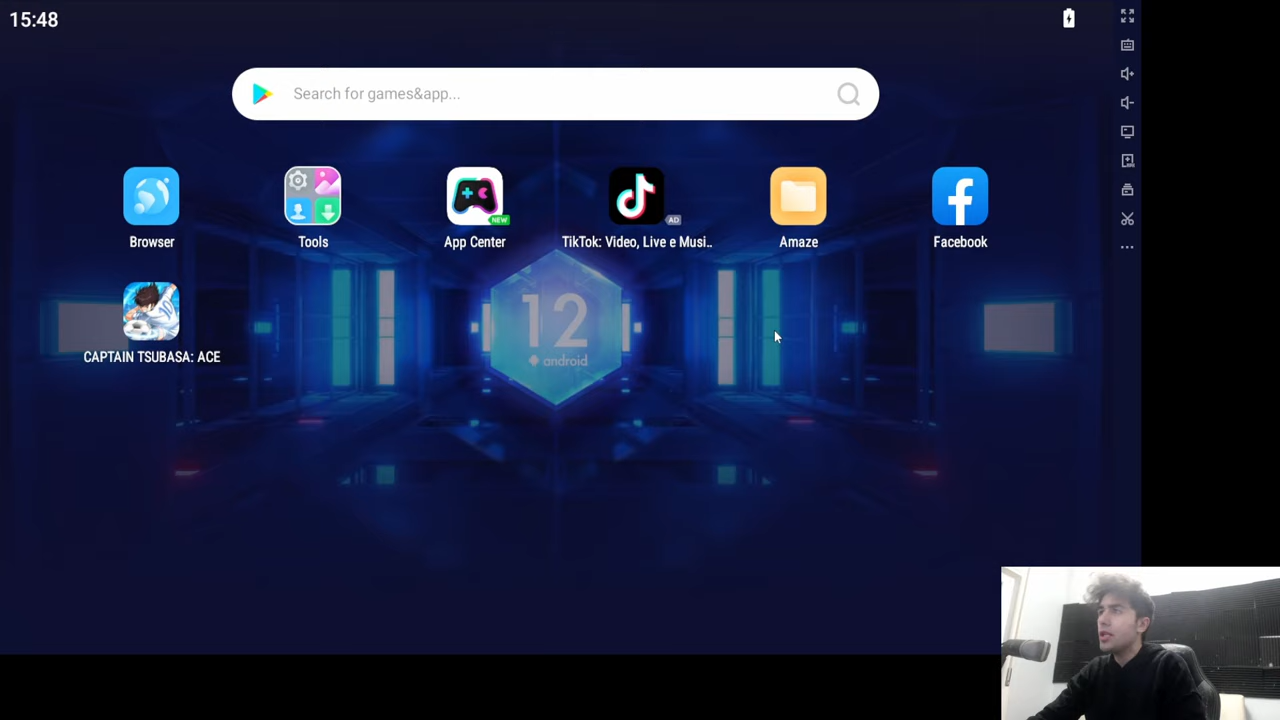 15:48
Search for games&app...
NEW
AD
Browser
Tools
App Center
TikTok: Video, Live e Musi..
Amaze
Facebook
12
android
CAPTAIN TSUBASA: ACE